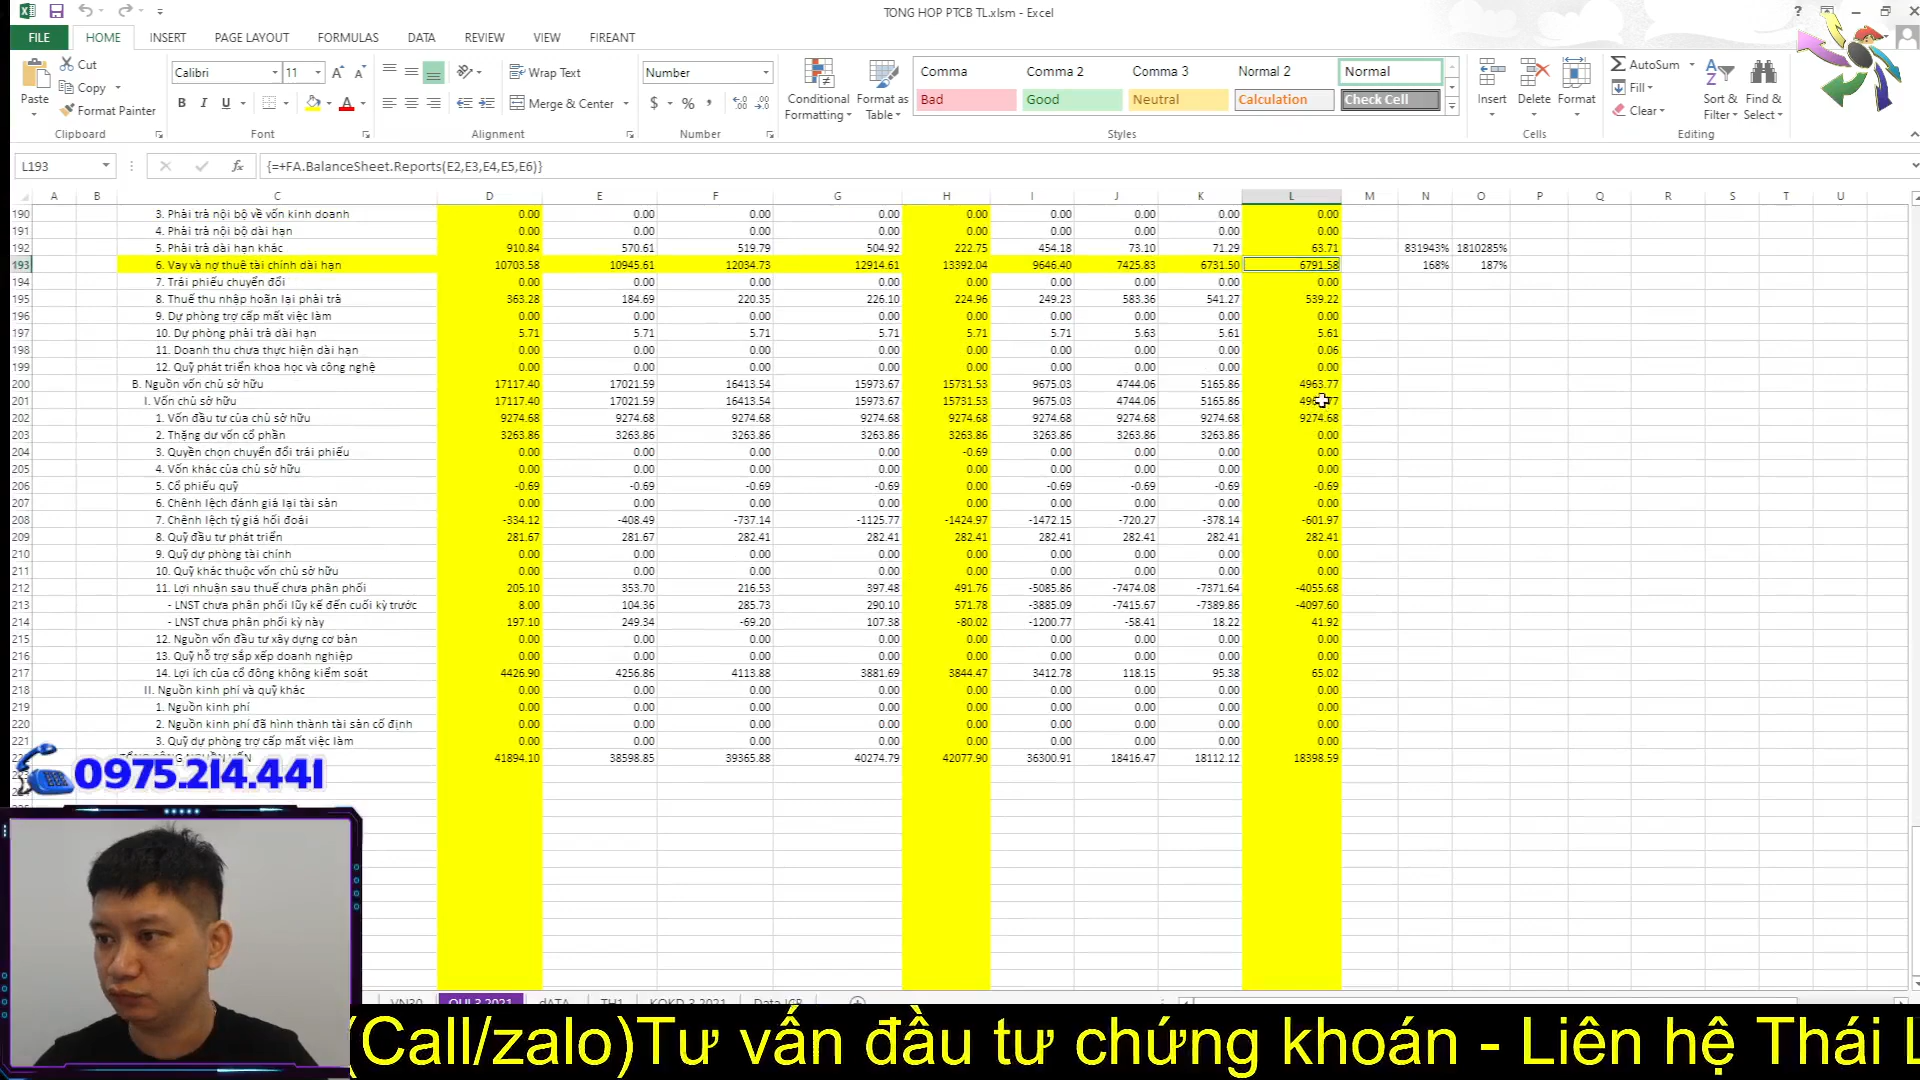 TONG HOP PTCB TL.xlsm - Excel
FILE HOME INSERT PAGE LAYOUT FORMULAS DATA REVIEW VIEW FIREANT
Paste Cut Copy Format Painter Clipboard
Calibri 11 B I U Font
Wrap Text Merge & Center Alignment
Number $ % Number
Conditional Formatting Format as Table
Comma Comma 2 Comma 3 Normal 2 Normal
Bad Good Neutral Calculation Check Cell
Styles
Insert Delete Format Cells
AutoSum Fill Clear Sort & Filter Find & Select Editing
L193 fx {=+FA.BalanceSheet.Reports(E2,E3,E4,E5,E6)}
A B C D E F G H I J K L M N O P Q R S T U
190 3. Phải trả nội bộ về vốn kinh doanh 0.00 0.00 0.00 0.00 0.00 0.00 0.00 0.00 0.00
191 4. Phải trả nội bộ dài hạn 0.00 0.00 0.00 0.00 0.00 0.00 0.00 0.00 0.00
192 5. Phải trả dài hạn khác 910.84 570.61 519.79 504.92 222.75 454.18 73.10 71.29 63.71 831943% 1810285%
193 6. Vay và nợ thuê tài chính dài hạn 10703.58 10945.61 12034.73 12914.61 13392.04 9646.40 7425.83 6731.50 6791.58 168% 187%
194 7. Trái phiếu chuyển đổi 0.00 0.00 0.00 0.00 0.00 0.00 0.00 0.00 0.00
195 8. Thuế thu nhập hoãn lại phải trả 363.28 184.69 220.35 226.10 224.96 249.23 583.36 541.27 539.22
196 9. Dự phòng trợ cấp mất việc làm 0.00 0.00 0.00 0.00 0.00 0.00 0.00 0.00 0.00
197 10. Dự phòng phải trả dài hạn 5.71 5.71 5.71 5.71 5.71 5.71 5.63 5.61 5.61
198 11. Doanh thu chưa thực hiện dài hạn 0.00 0.00 0.00 0.00 0.00 0.00 0.00 0.00 0.06
199 12. Quỹ phát triển khoa học và công nghệ 0.00 0.00 0.00 0.00 0.00 0.00 0.00 0.00 0.00
200 B. Nguồn vốn chủ sở hữu 17117.40 17021.59 16413.54 15973.67 15731.53 9675.03 4744.06 5165.86 4963.77
201 I. Vốn chủ sở hữu 17117.40 17021.59 16413.54 15973.67 15731.53 9675.03 4744.06 5165.86
202 1. Vốn đầu tư của chủ sở hữu 9274.68 9274.68 9274.68 9274.68 9274.68 9274.68 9274.68 9274.68 9274.68
203 2. Thặng dư vốn cổ phần 3263.86 3263.86 3263.86 3263.86 3263.86 3263.86 3263.86 3263.86 0.00
204 3. Quyền chọn chuyển đổi trái phiếu 0.00 0.00 0.00 0.00 -0.69 0.00 0.00 0.00 0.00
205 4. Vốn khác của chủ sở hữu 0.00 0.00 0.00 0.00 0.00 0.00 0.00 0.00 0.00
206 5. Cổ phiếu quỹ -0.69 -0.69 -0.69 -0.69 0.00 -0.69 -0.69 -0.69 -0.69
207 6. Chênh lệch đánh giá lại tài sản 0.00 0.00 0.00 0.00 0.00 0.00 0.00 0.00 0.00
208 7. Chênh lệch tỷ giá hối đoái -334.12 -408.49 -737.14 -1125.77 -1424.97 -1472.15 -720.27 -378.14 -601.97
209 8. Quỹ đầu tư phát triển 281.67 281.67 282.41 282.41 282.41 282.41 282.41 282.41 282.41
210 9. Quỹ dự phòng tài chính 0.00 0.00 0.00 0.00 0.00 0.00 0.00 0.00 0.00
211 10. Quỹ khác thuộc vốn chủ sở hữu 0.00 0.00 0.00 0.00 0.00 0.00 0.00 0.00 0.00
212 11. Lợi nhuận sau thuế chưa phân phối 205.10 353.70 216.53 397.48 491.76 -5085.86 -7474.08 -7371.64 -4055.68
213 - LNST chưa phân phối lũy kế đến cuối kỳ trước 8.00 104.36 285.73 290.10 571.78 -3885.09 -7415.67 -7389.86 -4097.60
214 - LNST chưa phân phối kỳ này 197.10 249.34 -69.20 107.38 -80.02 -1200.77 -58.41 18.22 41.92
215 12. Nguồn vốn đầu tư xây dựng cơ bản 0.00 0.00 0.00 0.00 0.00 0.00 0.00 0.00 0.00
216 13. Quỹ hỗ trợ sắp xếp doanh nghiệp 0.00 0.00 0.00 0.00 0.00 0.00 0.00 0.00 0.00
217 14. Lợi ích của cổ đông không kiểm soát 4426.90 4256.86 4113.88 3881.69 3844.47 3412.78 118.15 95.38 65.02
218 II. Nguồn kinh phí và quỹ khác 0.00 0.00 0.00 0.00 0.00 0.00 0.00 0.00 0.00
219 1. Nguồn kinh phí 0.00 0.00 0.00 0.00 0.00 0.00 0.00 0.00 0.00
220 2. Nguồn kinh phí đã hình thành tài sản cố định 0.00 0.00 0.00 0.00 0.00 0.00 0.00 0.00 0.00
221 3. Quỹ dự phòng trợ cấp mất việc làm 0.00 0.00 0.00 0.00 0.00 0.00 0.00 0.00 0.00
41894.10 38598.85 39365.88 40274.79 42077.90 36300.91 18416.47 18112.12 18398.59
0975.214.441
VN30 QUI 3 2021 dATA TH1 KQKD 3 2021
(Call/zalo)Tư vấn đầu tư chứng khoán - Liên hệ Thái L